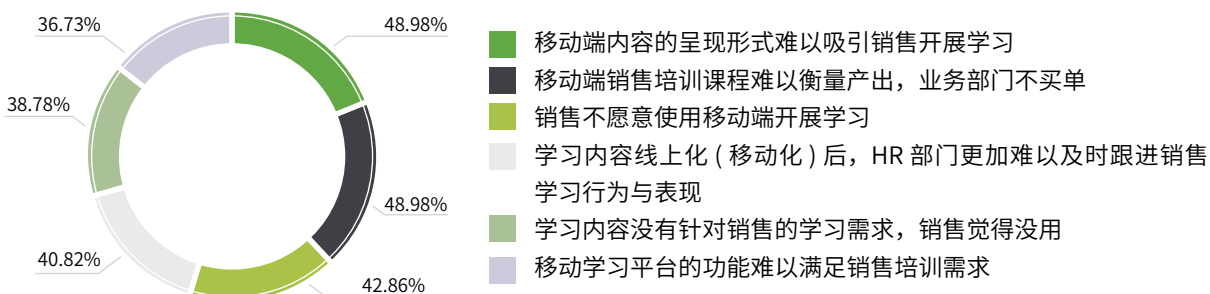 36.73%
48.98%
38.78%
48.98%
40.82%
42.86%
移动端内容的呈现形式难以吸引销售开展学习
移动端销售培训课程难以衡量产出，业务部门不买单
销售不愿意使用移动端开展学习
学习内容线上化 ( 移动化 ) 后，HR 部门更加难以及时跟进销售
学习行为与表现
学习内容没有针对销售的学习需求，销售觉得没用
移动学习平台的功能难以满足销售培训需求